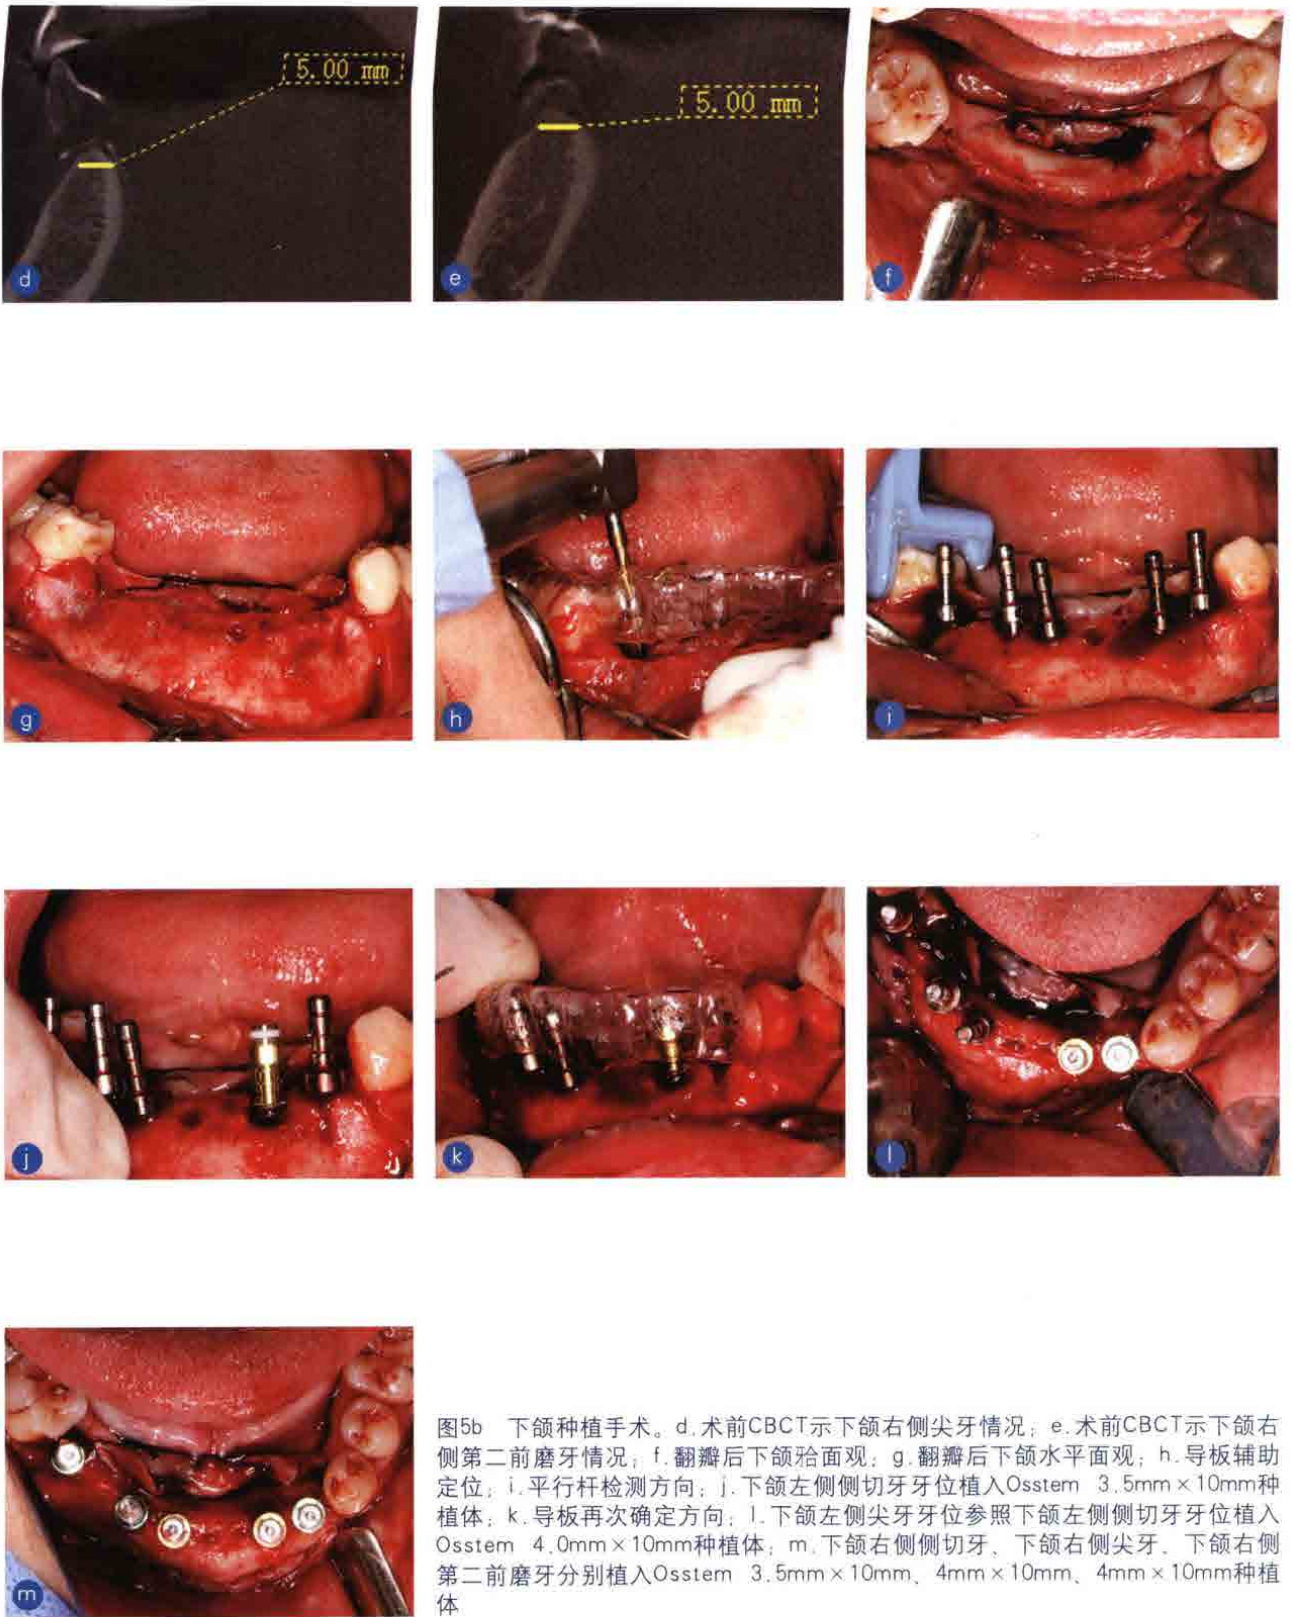 5.00 mm
5.00 mm
d
e
f
g
h
i
j
k
l
m
图5b　下颌种植手术。d.术前CBCT示下颌右侧尖牙情况；e.术前CBCT示下颌右
侧第二前磨牙情况；f.翻瓣后下颌𬌗面观；g.翻瓣后下颌水平面观；h.导板辅助
定位；i.平行杆检测方向；j.下颌左侧侧切牙牙位植入Osstem 3.5mm×10mm种
植体；k.导板再次确定方向；l.下颌左侧尖牙牙位参照下颌左侧侧切牙牙位植入
Osstem 4.0mm×10mm种植体；m.下颌右侧侧切牙、下颌右侧尖牙、下颌右侧
第二前磨牙分别植入Osstem 3.5mm×10mm、4mm×10mm、4mm×10mm种植
体